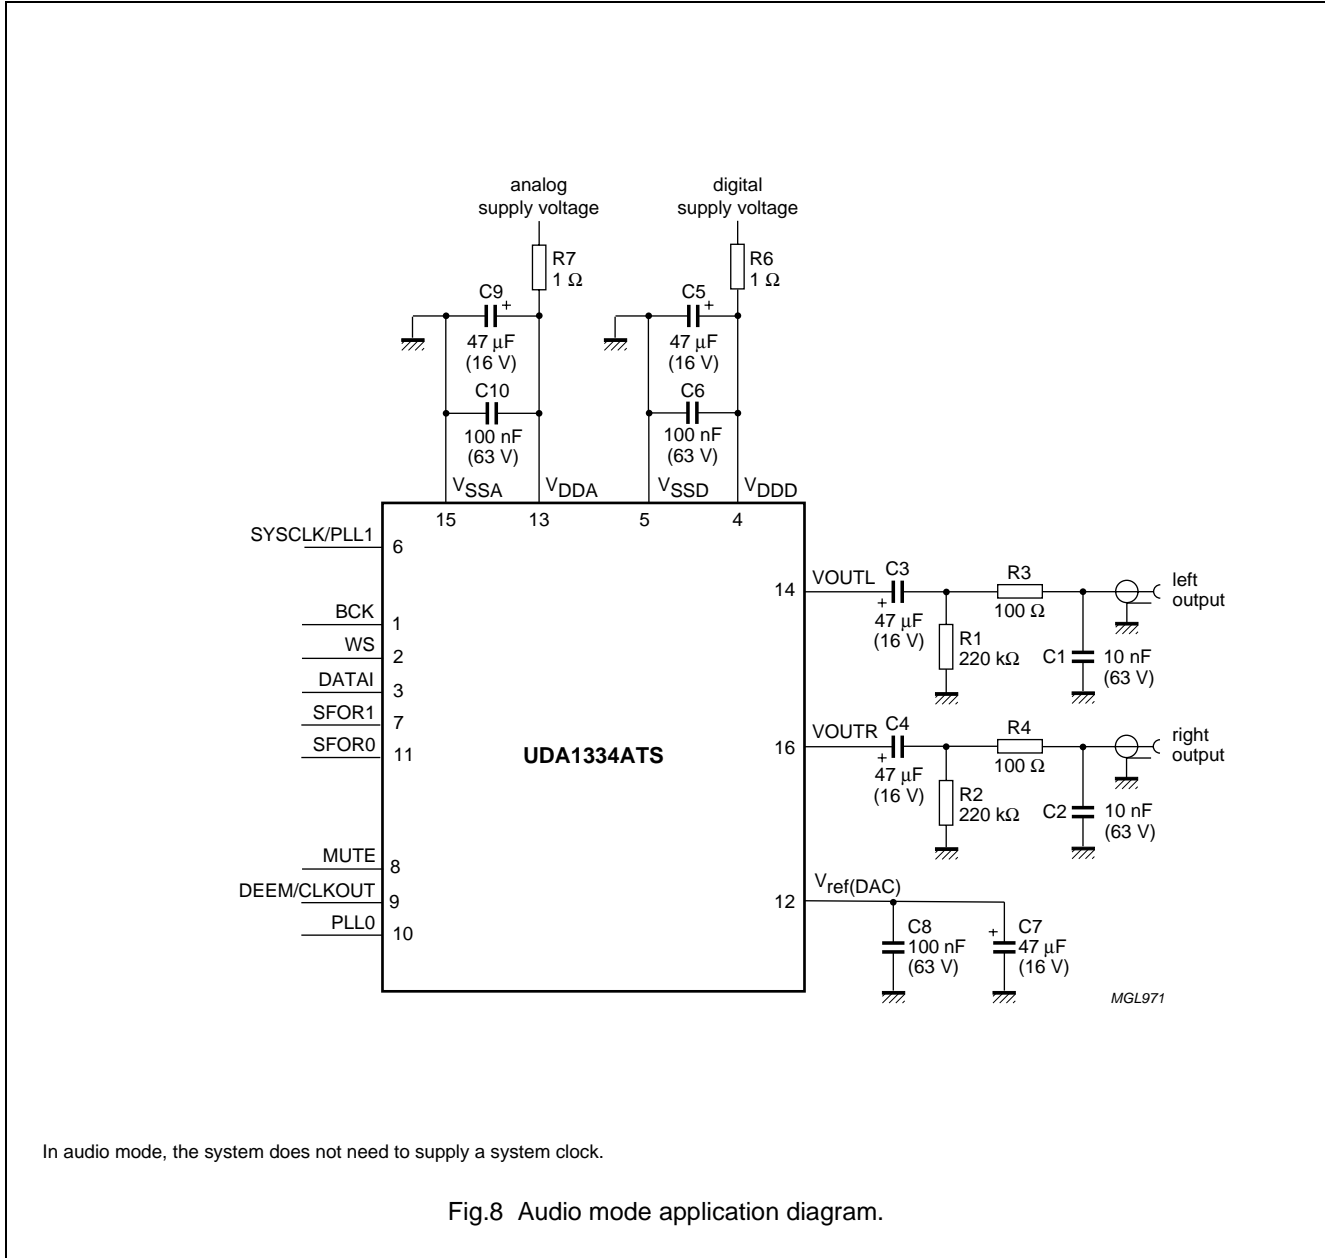 analog
supply voltage
digital
supply voltage
R7
1 Ω
R6
1 Ω
C9
+
47 μF
(16 V)
C5
+
47 μF
(16 V)
C10
100 nF
(63 V)
C6
100 nF
(63 V)
VSSA
VDDA
VSSD
VDDD
15
13
5
4
SYSCLK/PLL1
6
BCK
1
WS
2
DATAI
3
SFOR1
7
SFOR0
11
MUTE
8
DEEM/CLKOUT
9
PLL0
10
UDA1334ATS
14
VOUTL
C3
+
47 μF
(16 V)
R1
220 kΩ
R3
100 Ω
C1
10 nF
(63 V)
left
output
16
VOUTR
C4
+
47 μF
(16 V)
R2
220 kΩ
R4
100 Ω
C2
10 nF
(63 V)
right
output
12
Vref(DAC)
C8
100 nF
(63 V)
+
C7
47 μF
(16 V)
MGL971
In audio mode, the system does not need to supply a system clock.
Fig.8 Audio mode application diagram.